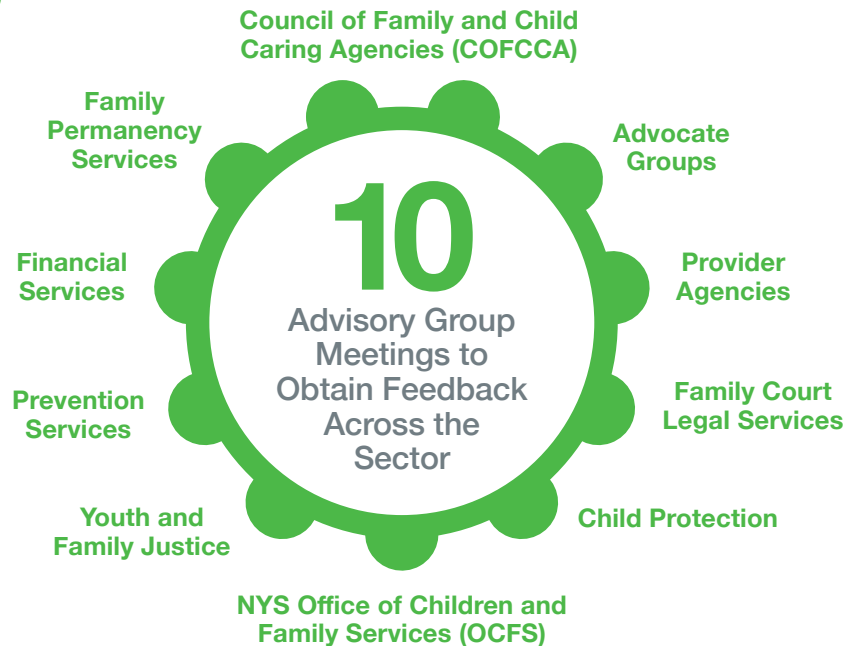 Council of Family and Child
Caring Agencies (COFCCA)
Family
Permanency
Services
Advocate
Groups
10
Advisory Group
Meetings to
Obtain Feedback
Across the
Sector
Financial
Services
Provider
Agencies
Prevention
Services
Family Court
Legal Services
Youth and
Family Justice
Child Protection
NYS Office of Children and
Family Services (OCFS)